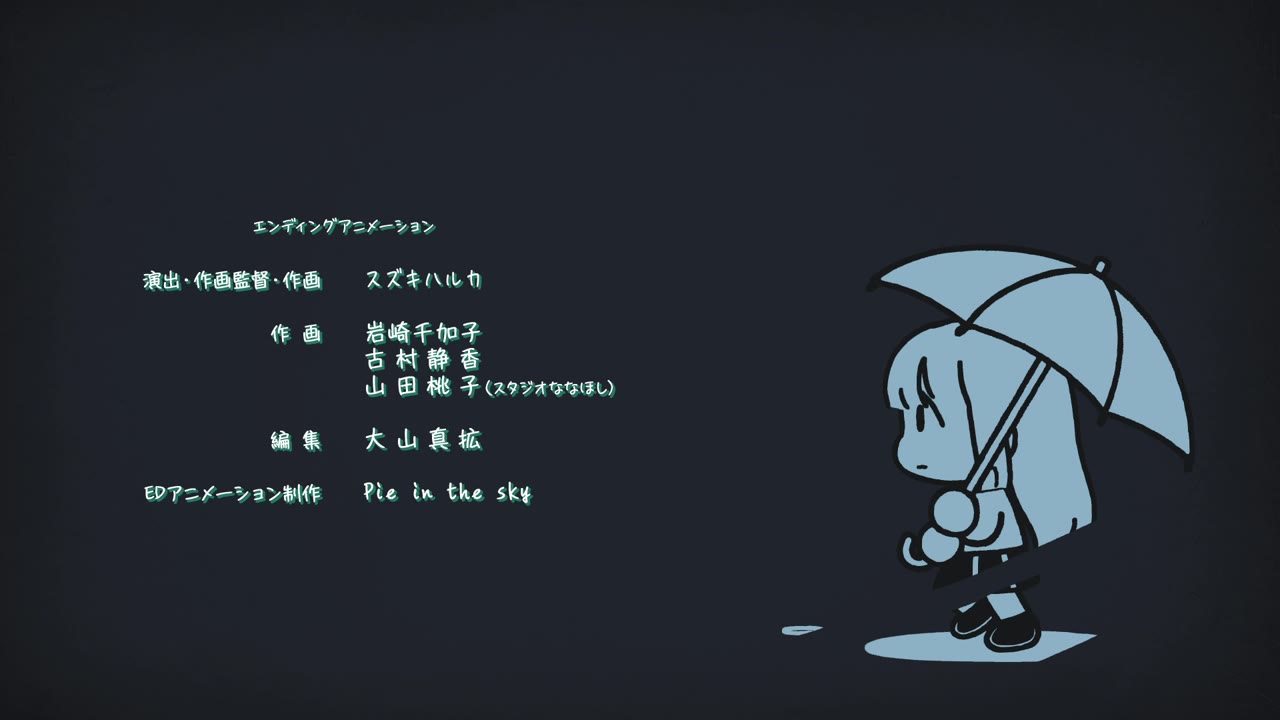 エンディングアニメーション
演出・作画監督・作画 スズキハルカ
作画 岩崎千加子
古村静香
山田桃子(スタジオななほし)
編集 大山真拡
EDアニメーション制作 Pie in the sky